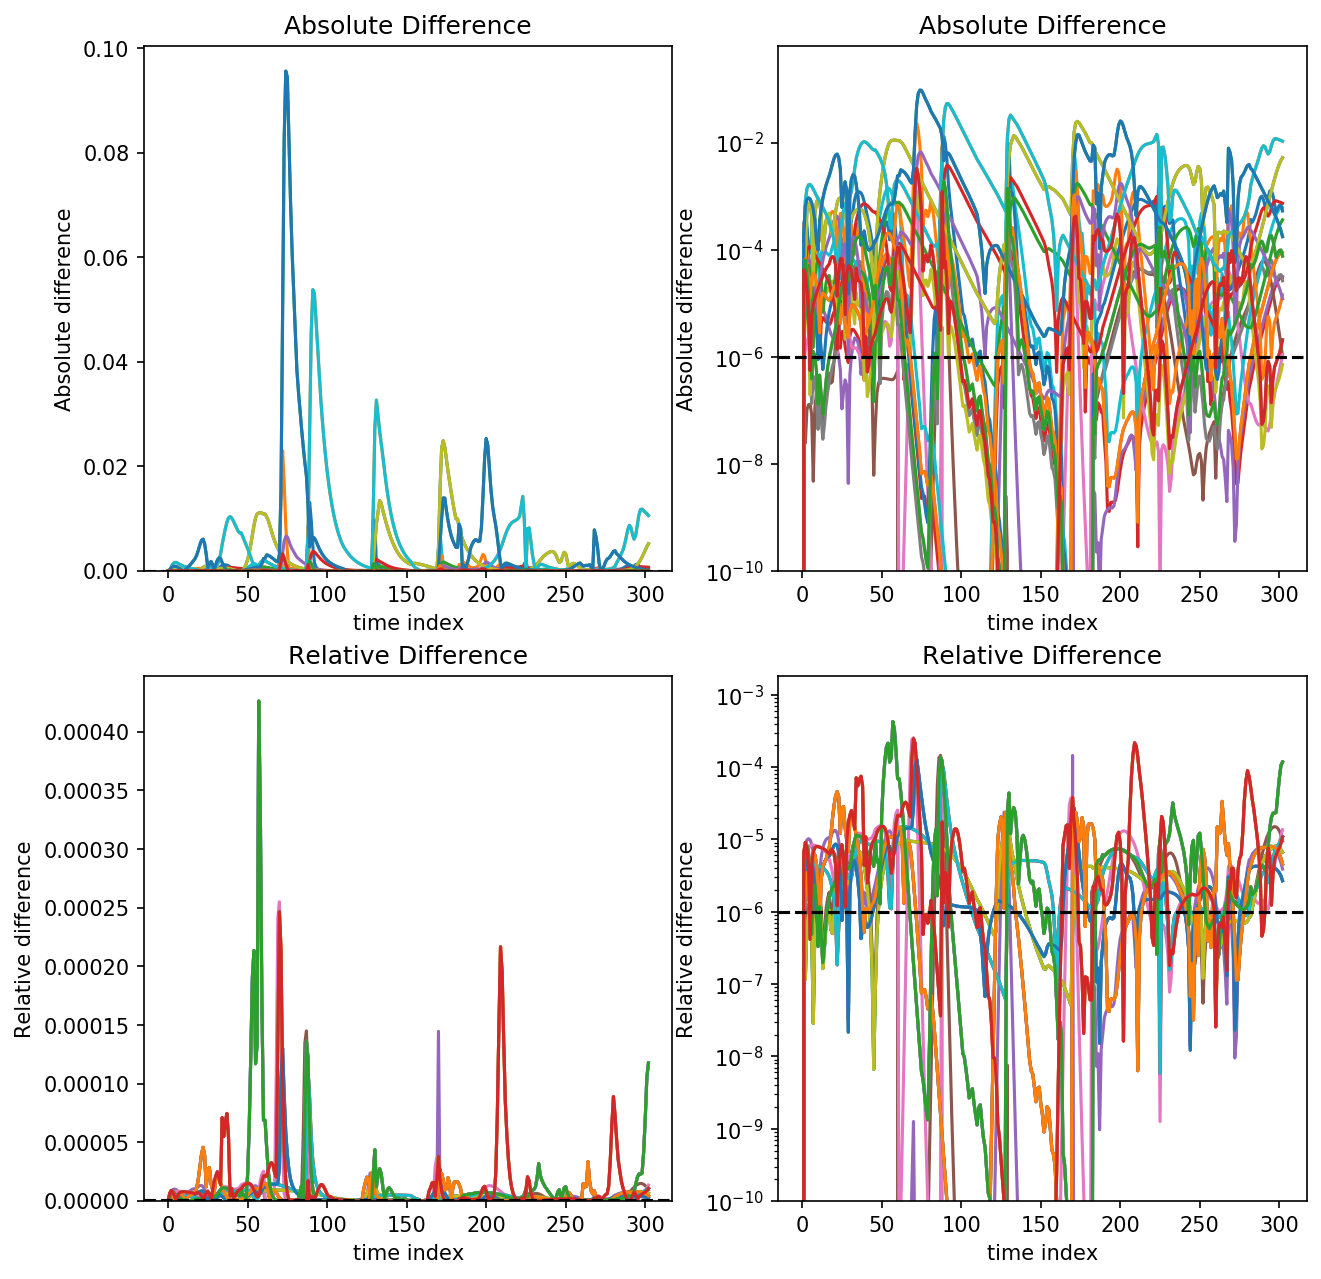 Absolute Difference
Absolute difference
0.10
0.08
0.06
0.04
0.02
0.00
0 50 100 150 200 250 300
time index
Absolute Difference
Absolute difference
10⁻²
10⁻⁴
10⁻⁶
10⁻⁸
10⁻¹⁰
0 50 100 150 200 250 300
time index
Relative Difference
Relative difference
0.00040
0.00035
0.00030
0.00025
0.00020
0.00015
0.00010
0.00005
0.00000
0 50 100 150 200 250 300
time index
Relative Difference
Relative difference
10⁻³
10⁻⁴
10⁻⁵
10⁻⁶
10⁻⁷
10⁻⁸
10⁻⁹
10⁻¹⁰
0 50 100 150 200 250 300
time index